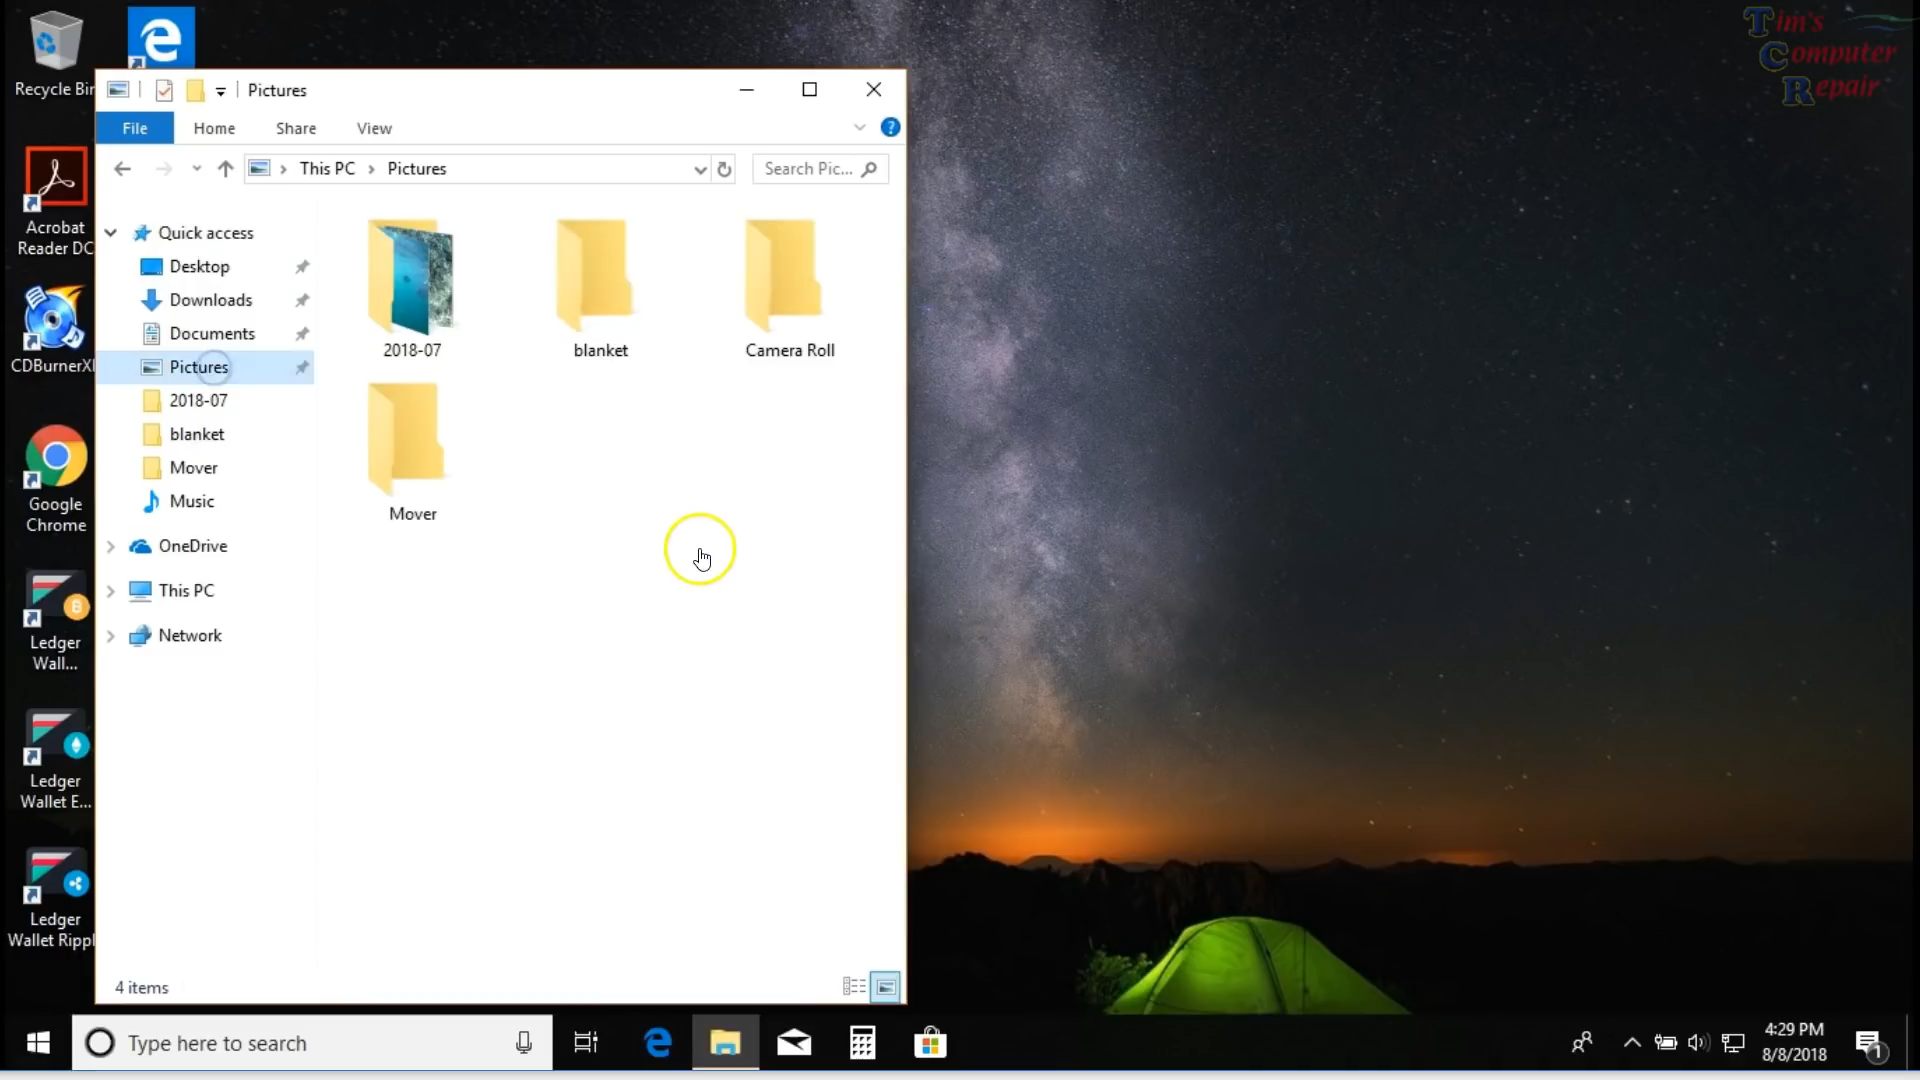 Tim's
Computer
Repair
Recycle Bin
Pictures
File
Home
Share
View
This PC
Pictures
Search Pic...
Quick access
Desktop
Downloads
Documents
Pictures
2018-07
blanket
Mover
Music
OneDrive
This PC
Network
2018-07
blanket
Camera Roll
Mover
4 items
Acrobat
Reader DC
CDBurnerX
Google
Chrome
Ledger
Wall...
Ledger
Wallet E...
Ledger
Wallet Rippl
Type here to search
4:29 PM
8/8/2018
1